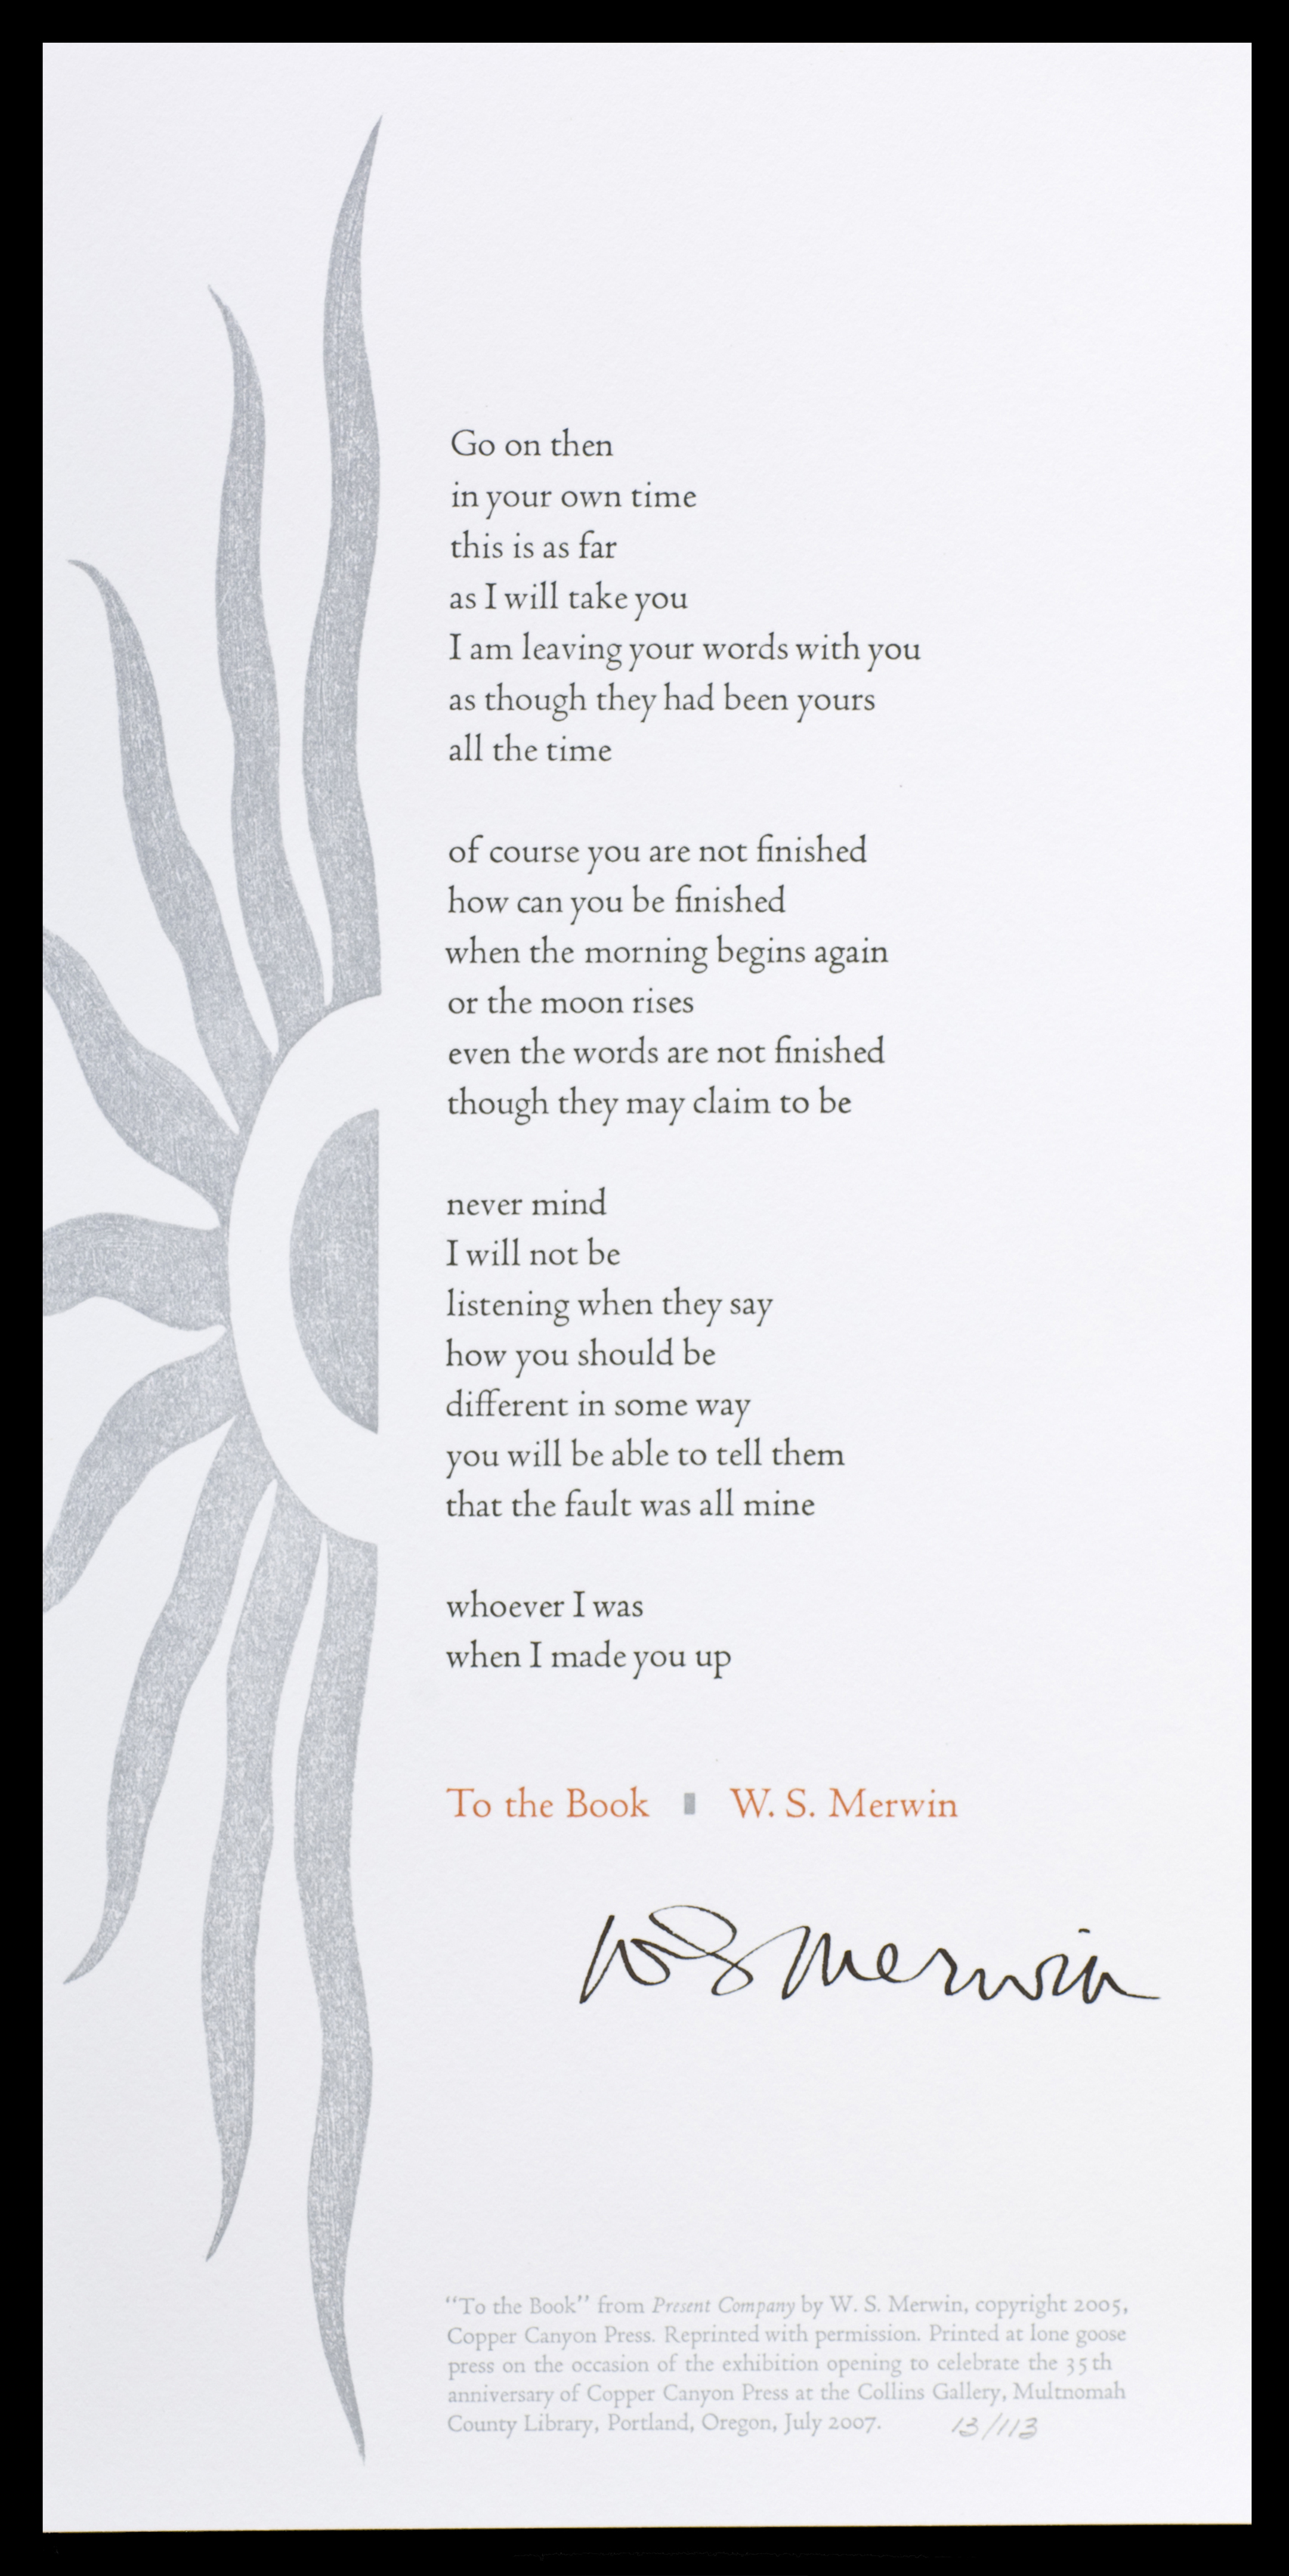 Go on then
in your own time
this is as far
as I will take you
I am leaving your words with you
as though they had been yours
all the time

of course you are not finished
how can you be finished
when the morning begins again
or the moon rises
even the words are not finished
though they may claim to be

never mind
I will not be
listening when they say
how you should be
different in some way
you will be able to tell them
that the fault was all mine

whoever I was
when I made you up

To the Book ▮ W. S. Merwin

WS Merwin

“To the Book” from Present Company by W. S. Merwin, copyright 2005,
Copper Canyon Press. Reprinted with permission. Printed at lone goose
press on the occasion of the exhibition opening to celebrate the 35th
anniversary of Copper Canyon Press at the Collins Gallery, Multnomah
County Library, Portland, Oregon, July 2007. 13/113